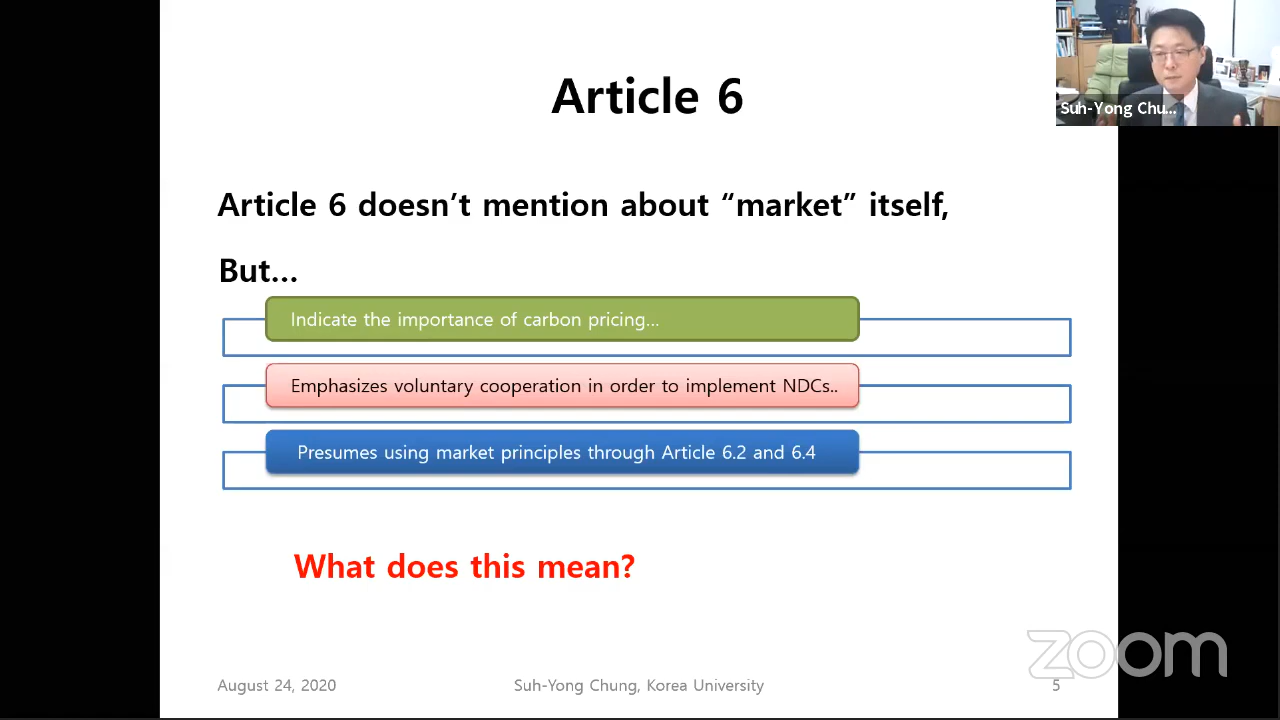 Article 6
Suh-Yong Chu...
Article 6 doesn’t mention about “market” itself,
But…
Indicate the importance of carbon pricing…
Emphasizes voluntary cooperation in order to implement NDCs..
Presumes using market principles through Article 6.2 and 6.4
What does this mean?
zoom
August 24, 2020
Suh-Yong Chung, Korea University
5